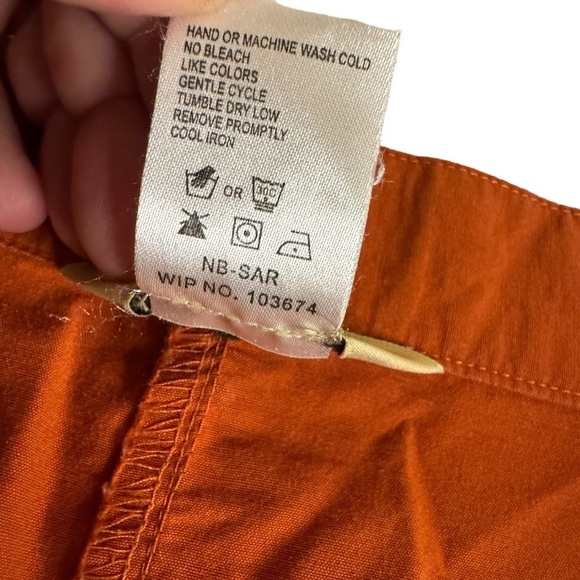 HAND OR MACHINE WASH COLD
NO BLEACH
LIKE COLORS
GENTLE CYCLE
TUMBLE DRY LOW
REMOVE PROMPTLY
COOL IRON
OR 30C
NB-SAR
WIP NO. 103674